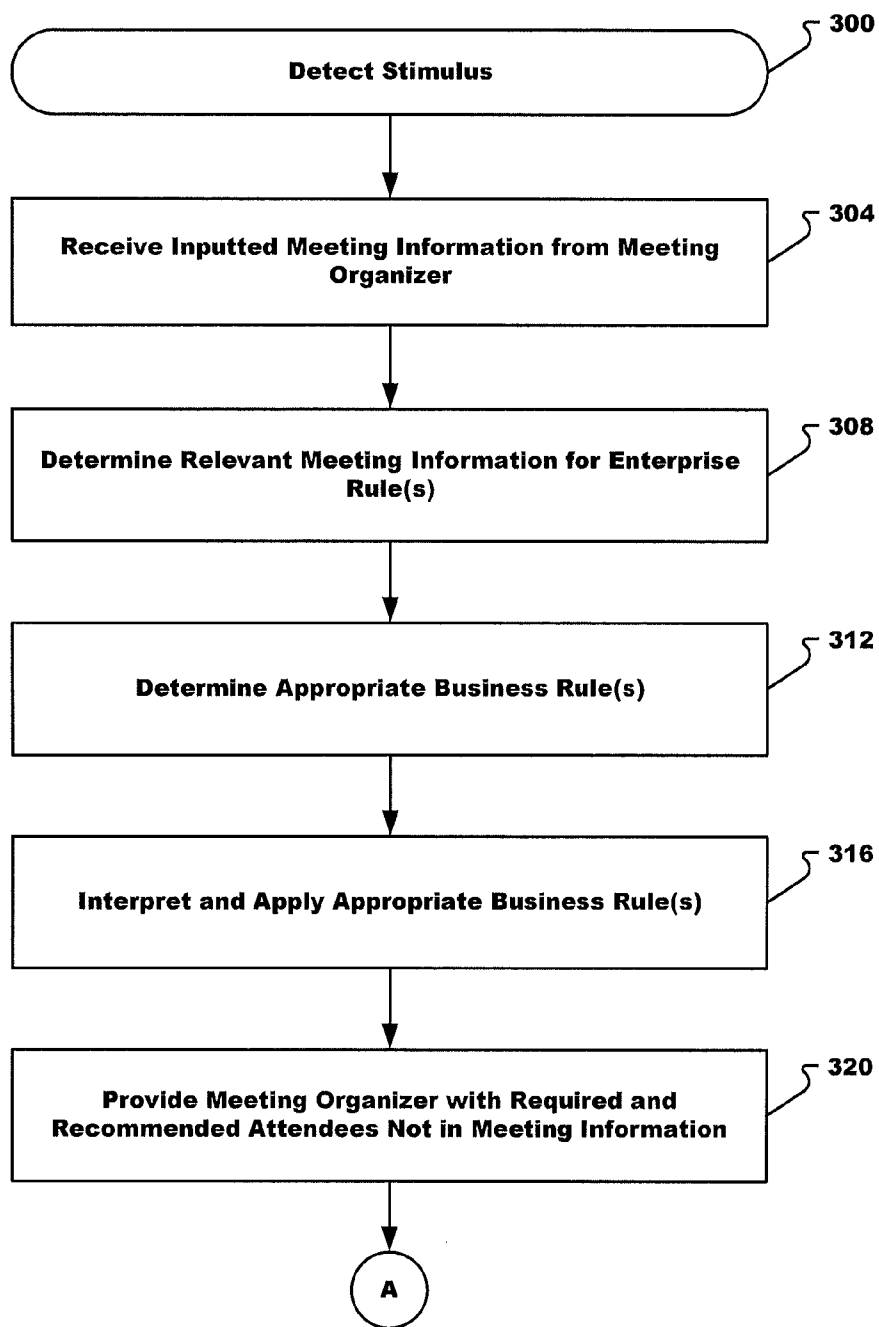 300
Detect Stimulus
304
Receive Inputted Meeting Information from Meeting
Organizer
308
Determine Relevant Meeting Information for Enterprise
Rule(s)
312
Determine Appropriate Business Rule(s)
316
Interpret and Apply Appropriate Business Rule(s)
320
Provide Meeting Organizer with Required and
Recommended Attendees Not in Meeting Information
A